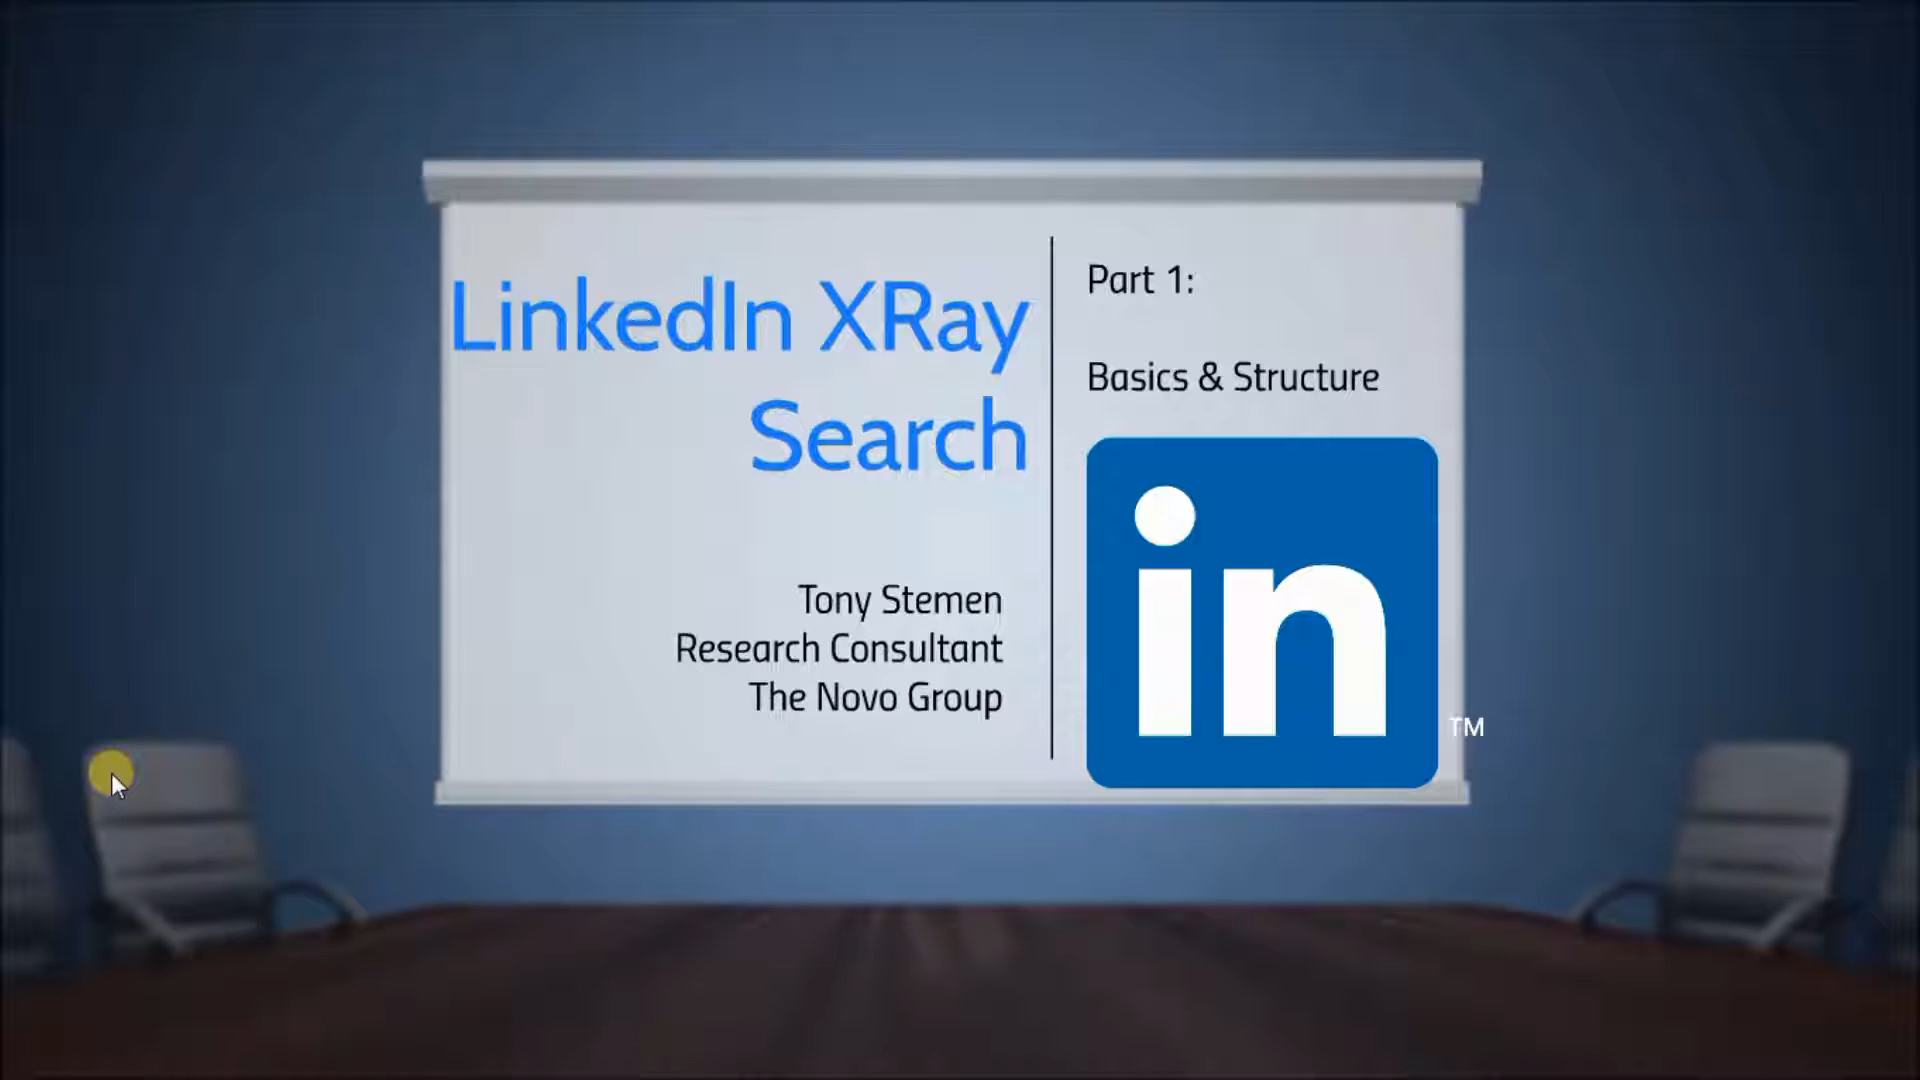 LinkedIn XRay
Search
Tony Stemen
Research Consultant
The Novo Group
Part 1:
Basics & Structure
in
TM